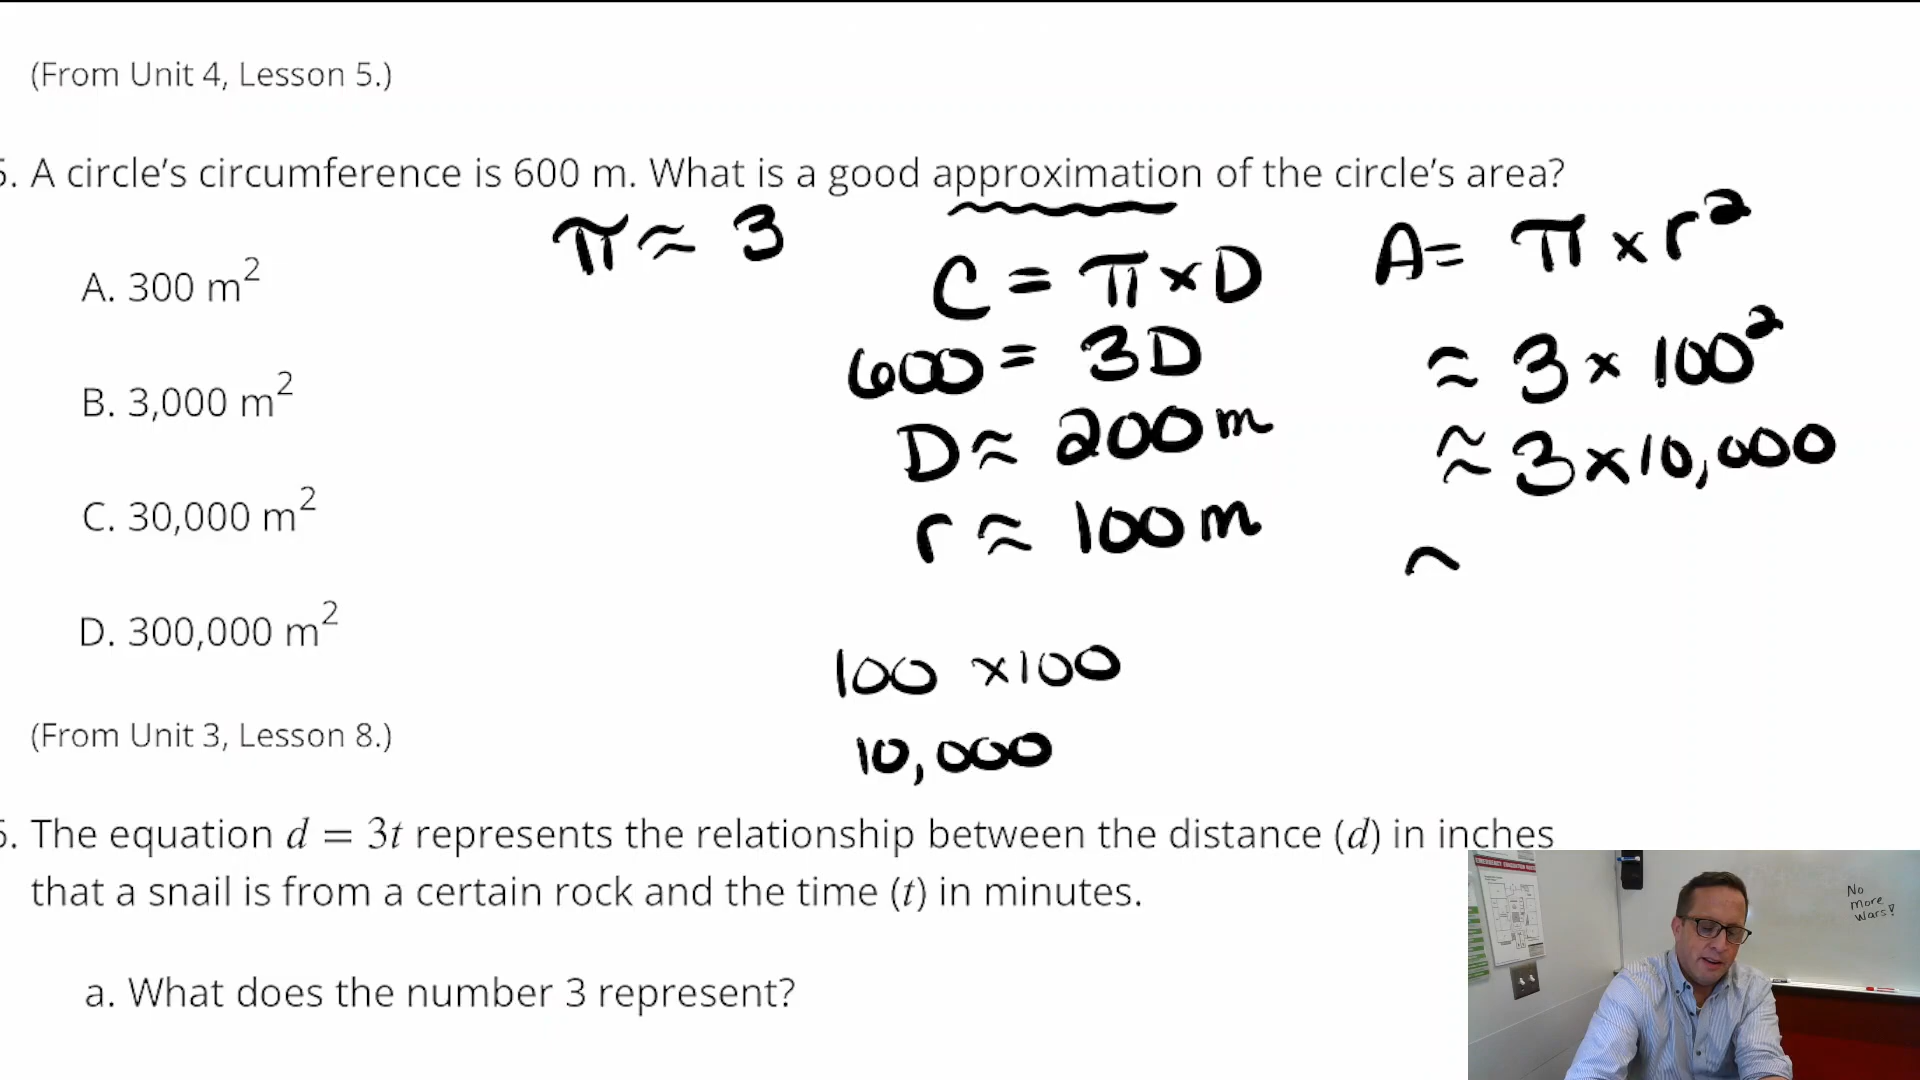 (From Unit 4, Lesson 5.)
5. A circle's circumference is 600 m. What is a good approximation of the circle's area?
π ≈ 3
A. 300 m²
B. 3,000 m²
C. 30,000 m²
D. 300,000 m²
C = π × D
600 = 3D
D ≈ 200 m
r ≈ 100 m
100 × 100
10,000
A = π × r²
≈ 3 × 100²
≈ 3 × 10,000
~
(From Unit 3, Lesson 8.)
6. The equation d = 3t represents the relationship between the distance (d) in inches
that a snail is from a certain rock and the time (t) in minutes.
a. What does the number 3 represent?
No
More
Wars!